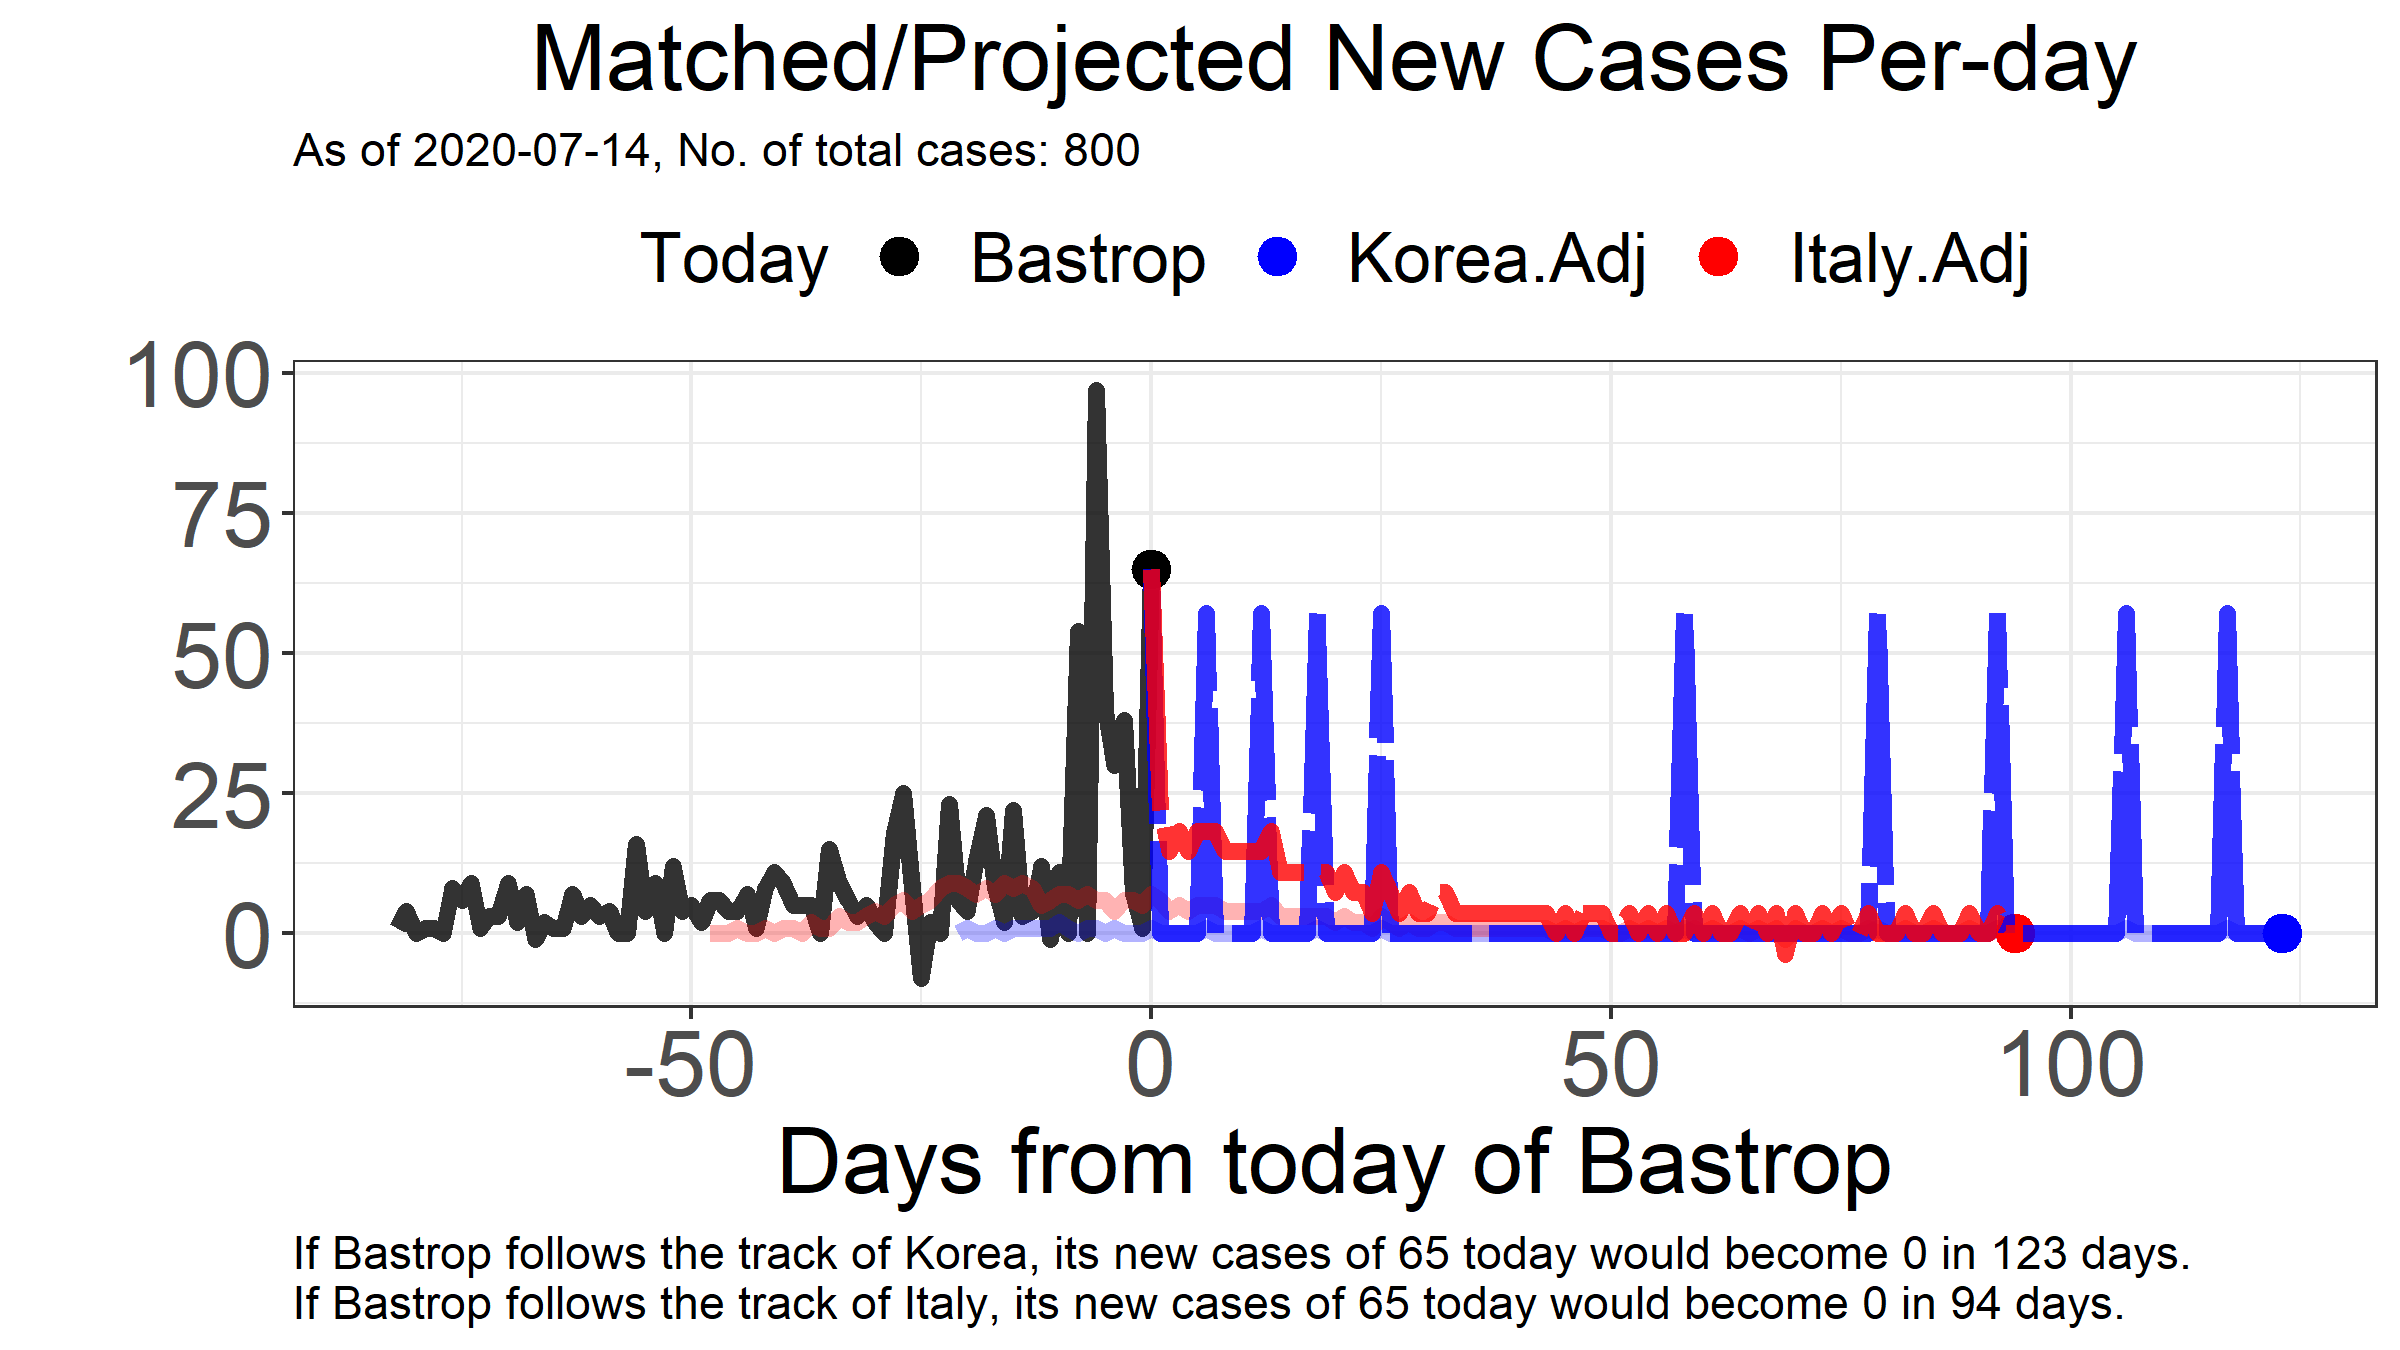 Matched/Projected New Cases Per-day
As of 2020-07-14, No. of total cases: 800
Today Bastrop Korea.Adj Italy.Adj
100
75
50
25
0
-50 0 50 100
Days from today of Bastrop
If Bastrop follows the track of Korea, its new cases of 65 today would become 0 in 123 days.
If Bastrop follows the track of Italy, its new cases of 65 today would become 0 in 94 days.